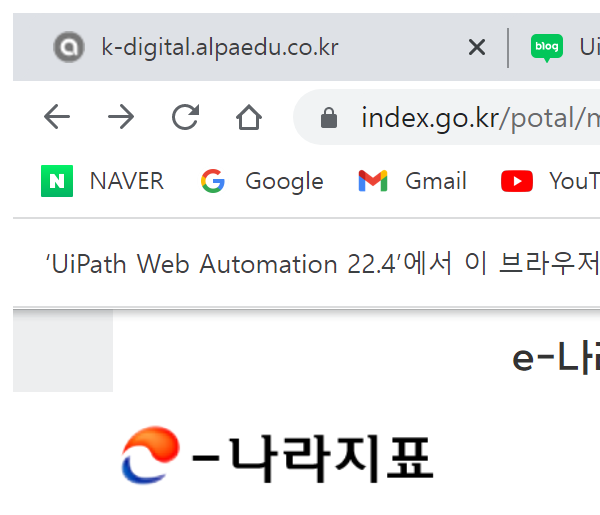 k-digital.alpaedu.co.kr
blog Ui
index.go.kr/potal/m
NAVER Google Gmail YouT
‘UiPath Web Automation 22.4’에서 이 브라우저
e-나
-나라지표